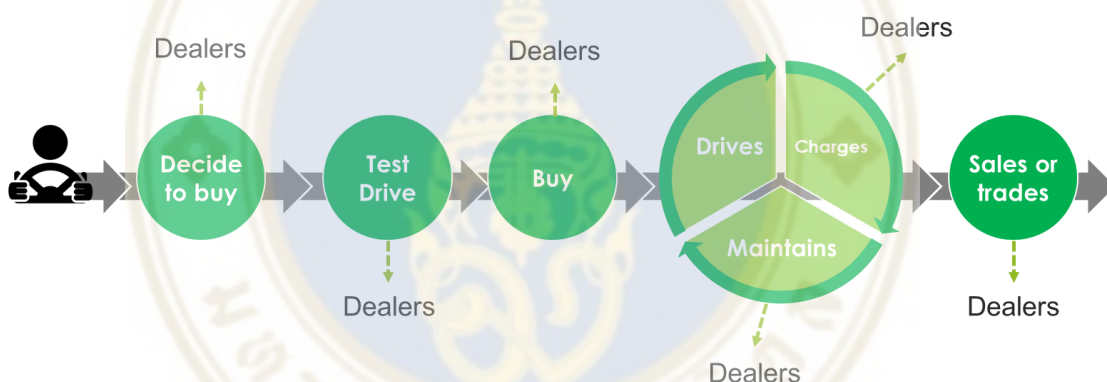 Dealers
Dealers
Dealers
Decide
to buy
Test
Drive
Buy
Drives
Charges
Maintains
Sales or
trades
Dealers
Dealers
Dealers